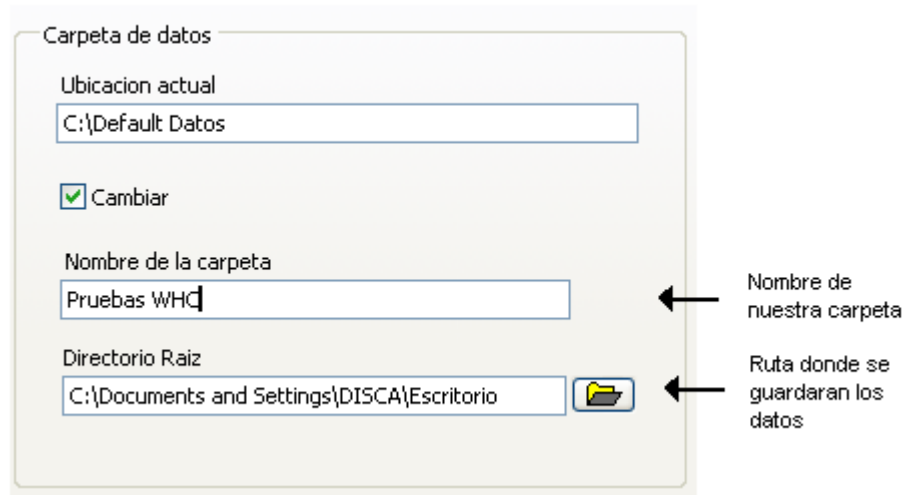 Carpeta de datos
Ubicacion actual
C:\Default Datos
Cambiar
Nombre de la carpeta
Pruebas WHC
Nombre de
nuestra carpeta
Directorio Raiz
C:\Documents and Settings\DISCA\Escritorio
Ruta donde se
guardaran los
datos